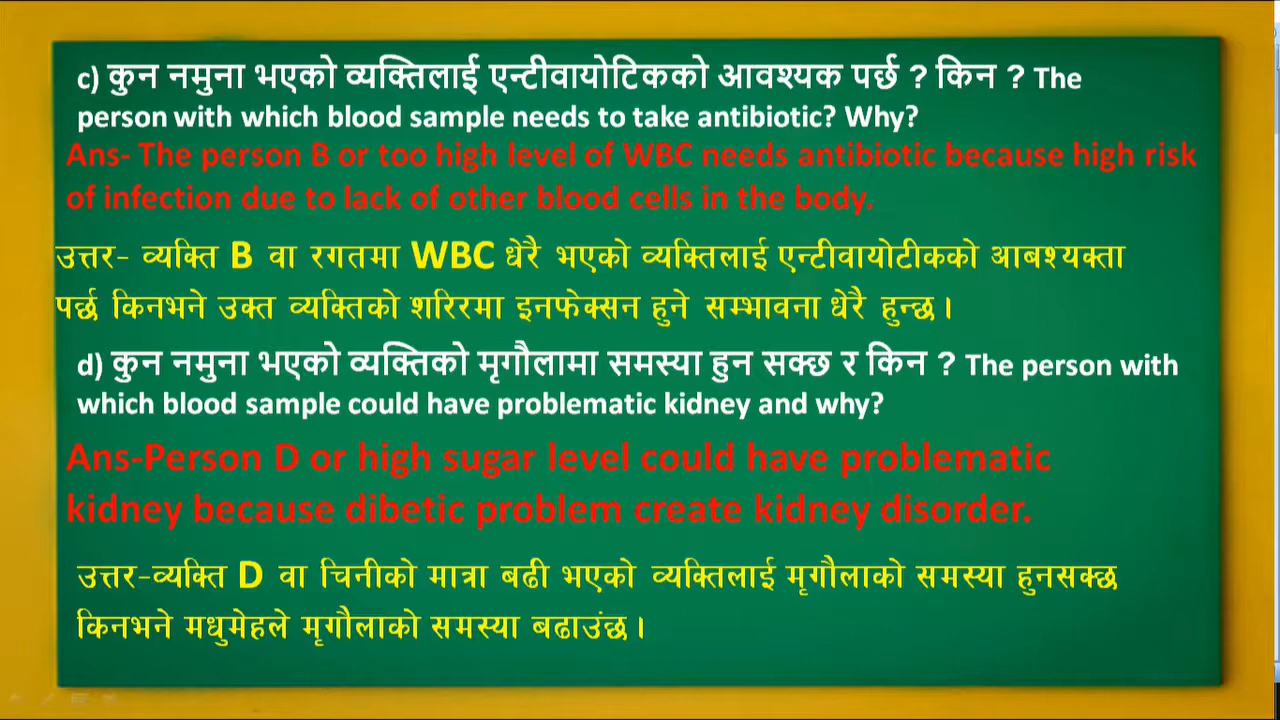 c) कुन नमुना भएको व्यक्तिलाई एन्टीवायोटिकको आवश्यक पर्छ ? किन ? The
person with which blood sample needs to take antibiotic? Why?
Ans- The person B or too high level of WBC needs antibiotic because high risk
of infection due to lack of other blood cells in the body.
उत्तर- व्यक्ति B वा रगतमा WBC धेरै भएको व्यक्तिलाई एन्टीवायोटीकको आबश्यक्ता
पर्छ किनभने उक्त व्यक्तिको शरिरमा इनफेक्सन हुने सम्भावना धेरै हुन्छ।
d) कुन नमुना भएको व्यक्तिको मृगौलामा समस्या हुन सक्छ र किन ? The person with
which blood sample could have problematic kidney and why?
Ans-Person D or high sugar level could have problematic
kidney because dibetic problem create kidney disorder.
उत्तर-व्यक्ति D वा चिनीको मात्रा बढी भएको व्यक्तिलाई मृगौलाको समस्या हुनसक्छ
किनभने मधुमेहले मृगौलाको समस्या बढाउंछ।